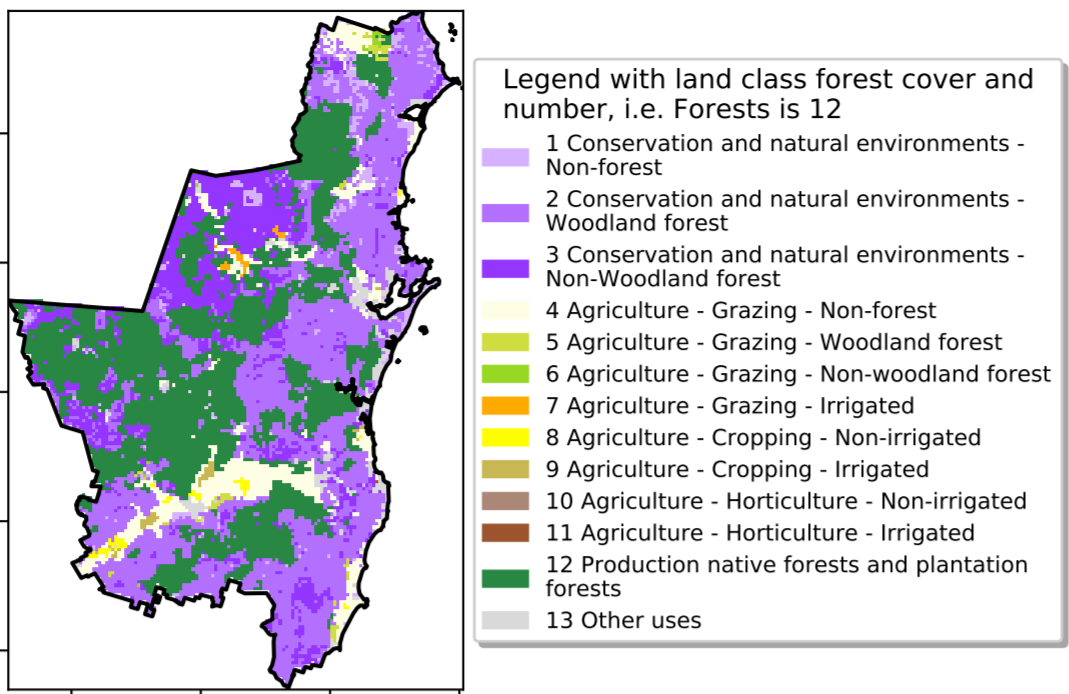 Legend with land class forest cover and
number, i.e. Forests is 12
1 Conservation and natural environments -
Non-forest
2 Conservation and natural environments -
Woodland forest
3 Conservation and natural environments -
Non-Woodland forest
4 Agriculture - Grazing - Non-forest
5 Agriculture - Grazing - Woodland forest
6 Agriculture - Grazing - Non-woodland forest
7 Agriculture - Grazing - Irrigated
8 Agriculture - Cropping - Non-irrigated
9 Agriculture - Cropping - Irrigated
10 Agriculture - Horticulture - Non-irrigated
11 Agriculture - Horticulture - Irrigated
12 Production native forests and plantation
forests
13 Other uses